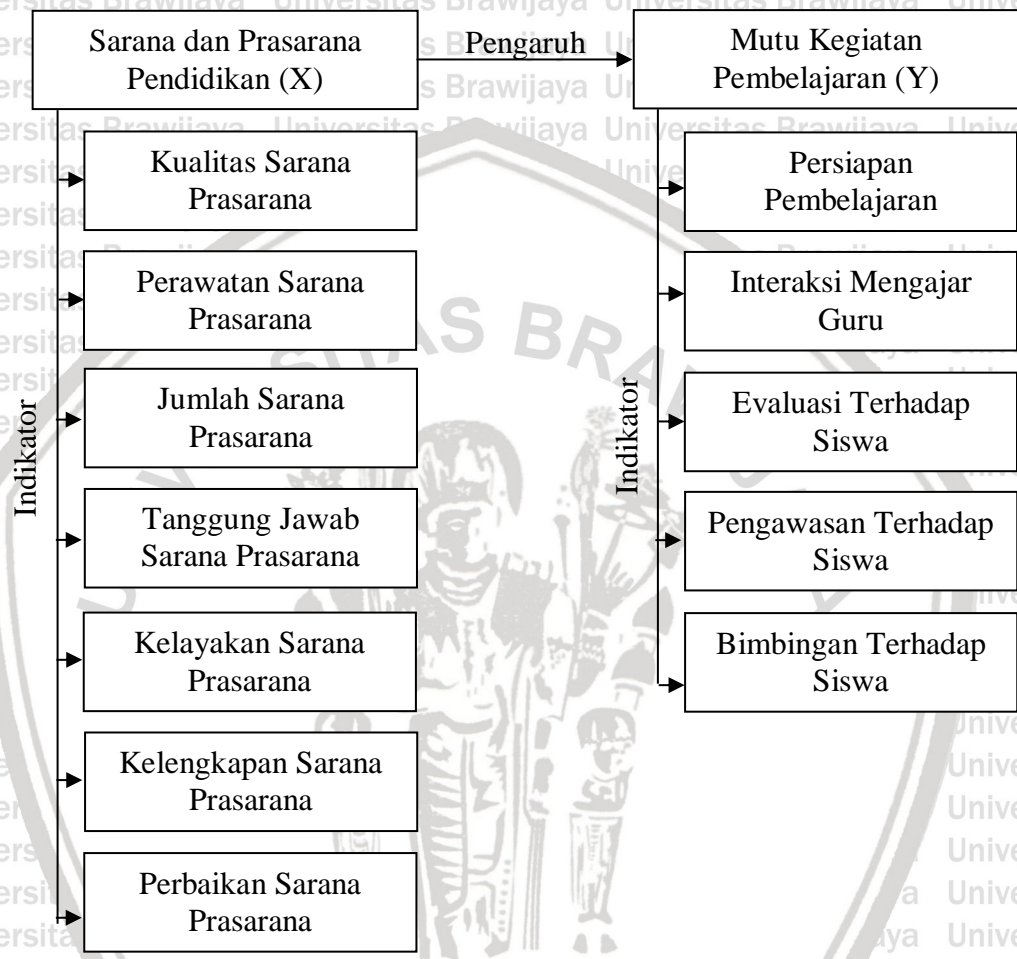 Sarana dan Prasarana
Pendidikan (X)
Pengaruh
Mutu Kegiatan
Pembelajaran (Y)
Indikator
Kualitas Sarana
Prasarana
Perawatan Sarana
Prasarana
Jumlah Sarana
Prasarana
Tanggung Jawab
Sarana Prasarana
Kelayakan Sarana
Prasarana
Kelengkapan Sarana
Prasarana
Perbaikan Sarana
Prasarana
Indikator
Persiapan
Pembelajaran
Interaksi Mengajar
Guru
Evaluasi Terhadap
Siswa
Pengawasan Terhadap
Siswa
Bimbingan Terhadap
Siswa